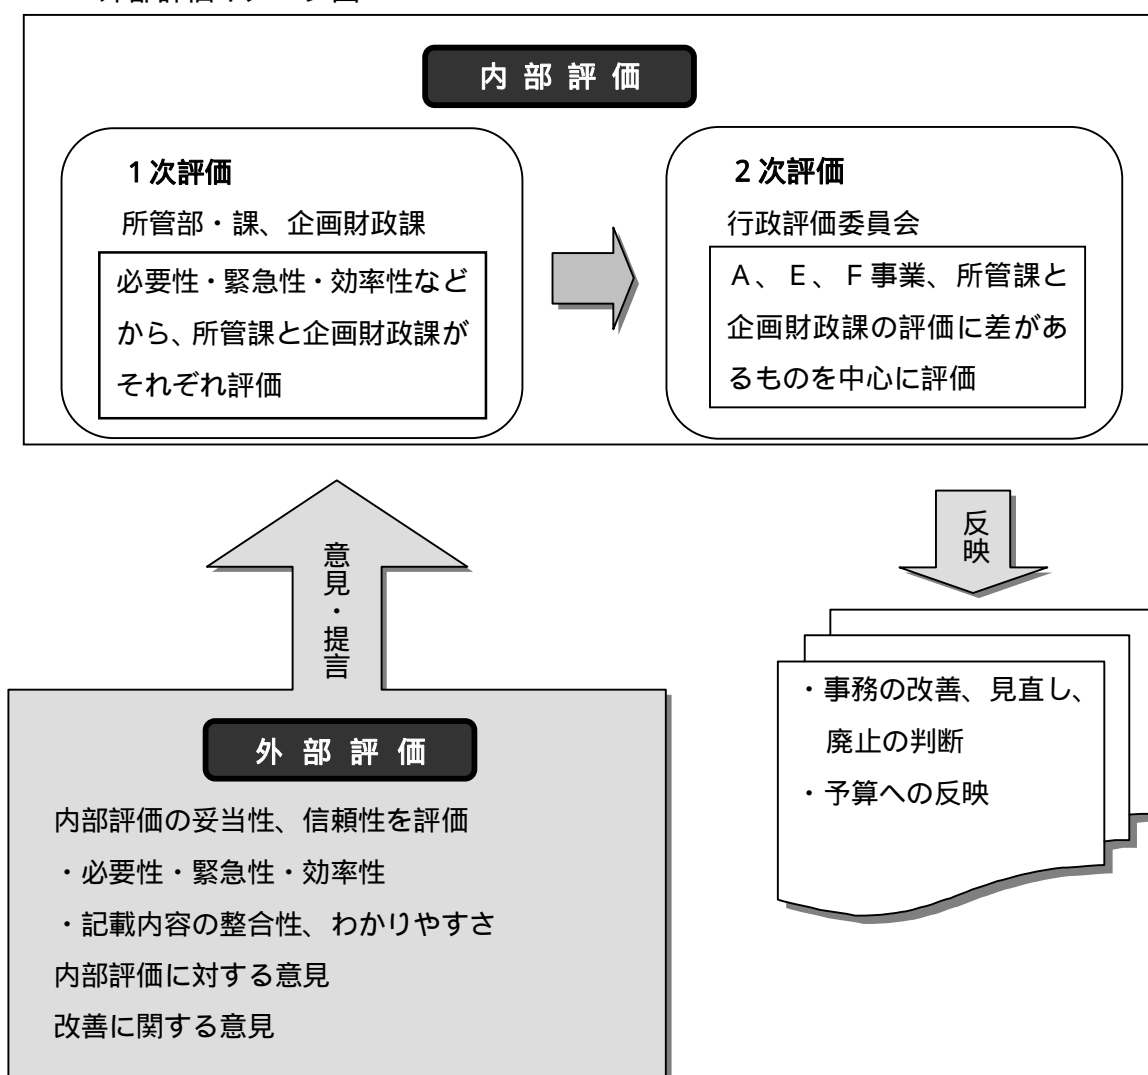 内部評価
1次評価
所管部・課、企画財政課
必要性・緊急性・効率性など
から、所管課と企画財政課が
それぞれ評価
2次評価
行政評価委員会
A、E、F事業、所管課と
企画財政課の評価に差があ
るものを中心に評価
意見・提言
反映
・事務の改善、見直し、
廃止の判断
・予算への反映
外部評価
内部評価の妥当性、信頼性を評価
・必要性・緊急性・効率性
・記載内容の整合性、わかりやすさ
内部評価に対する意見
改善に関する意見